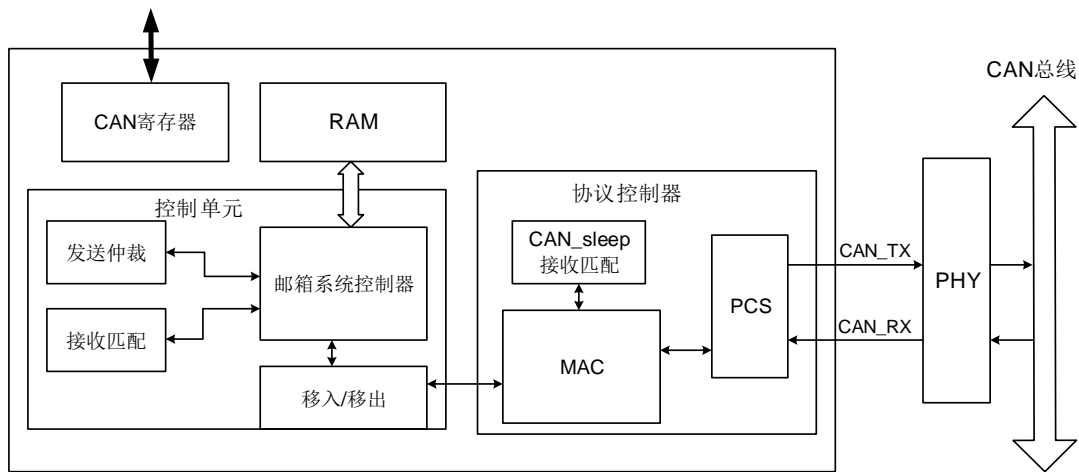 CAN总线
CAN寄存器
RAM
控制单元
发送仲裁
接收匹配
邮箱系统控制器
移入/移出
协议控制器
CAN_sleep
接收匹配
MAC
PCS
CAN_TX
CAN_RX
PHY